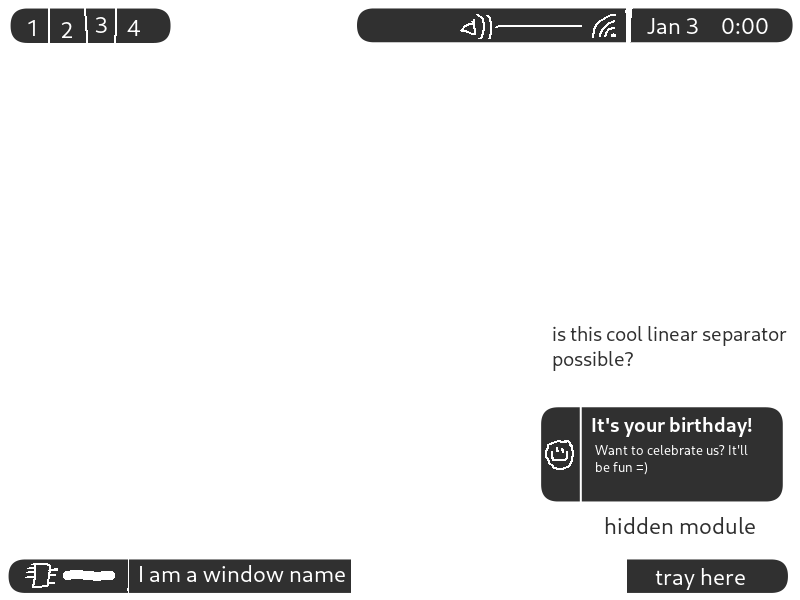 1 2 3 4
Jan 3 0:00
is this cool linear separator
possible?
It's your birthday!
Want to celebrate us? It'll
be fun =)
hidden module
I am a window name
tray here